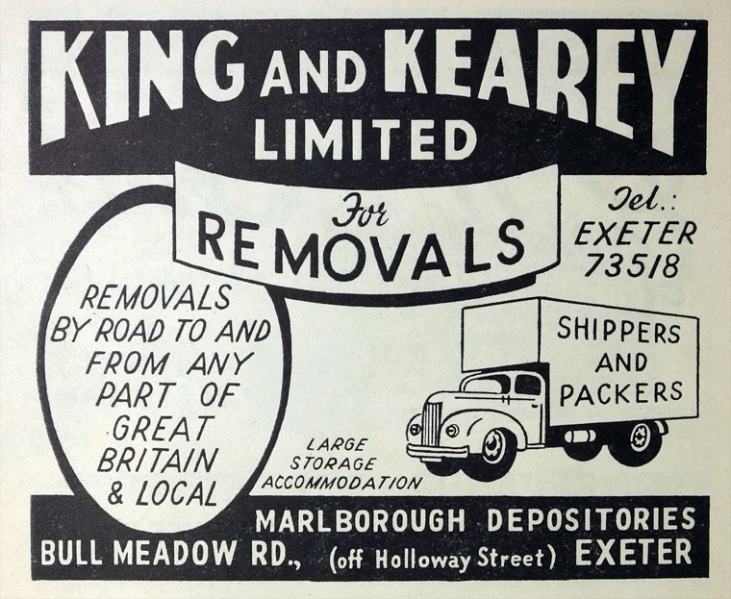 KING AND KEAREY
LIMITED
For
REMOVALS
Tel.:
EXETER
73518
REMOVALS
BY ROAD TO AND
FROM ANY
PART OF
GREAT
BRITAIN
& LOCAL
SHIPPERS
AND
PACKERS
LARGE
STORAGE
ACCOMMODATION
MARLBOROUGH DEPOSITORIES
BULL MEADOW RD., (off Holloway Street) EXETER